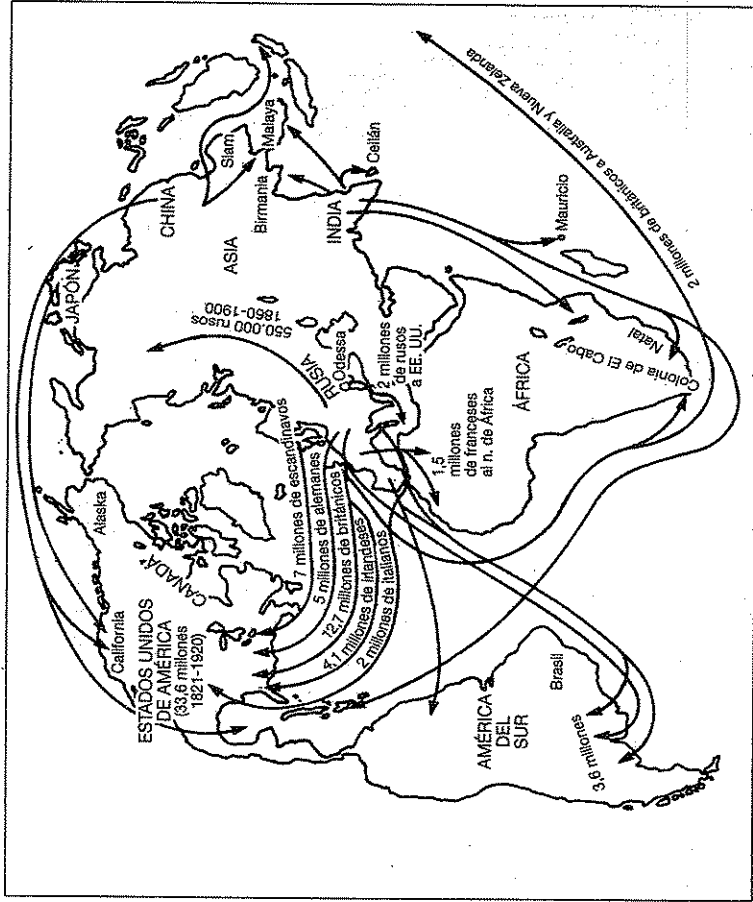 JAPÓN
CHINA
Siam
Malaya
Birmania
ASIA
INDIA
Ceilán
550.000 rusos
1860-1900
RUSIA
Odessa
2 millones
de rusos
a EE. UU.
Alaska
CANADÁ
California
ESTADOS UNIDOS
DE AMÉRICA
(33,6 millones
1821-1920)
7 millones de escandinavos
5 millones de alemanes
12,7 millones de británicos
4,1 millones de irlandeses
2 millones de italianos
1,5
millones
de franceses
al n. de África
ÁFRICA
Mauricio
Natal
Colonia de El Cabo
2 millones de británicos a Australia y Nueva Zelanda
AMÉRICA
DEL
SUR
Brasil
3,6 millones